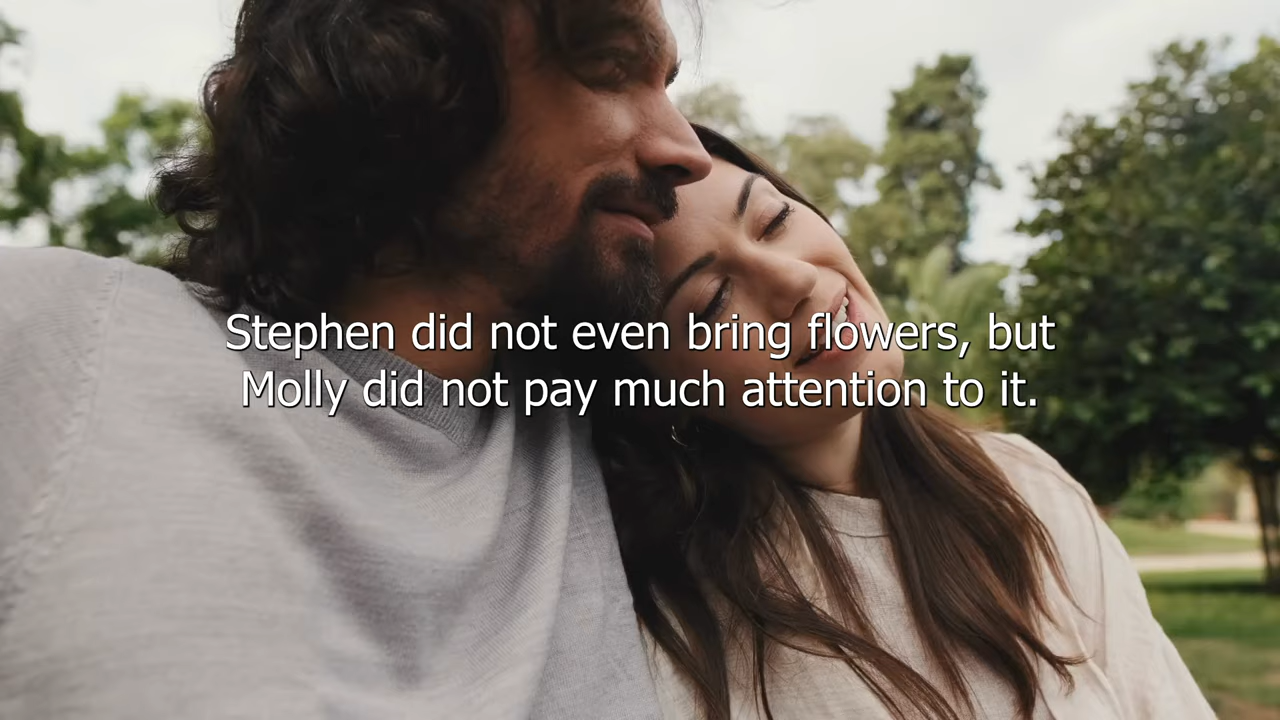 Stephen did not even bring flowers, but
Molly did not pay much attention to it.